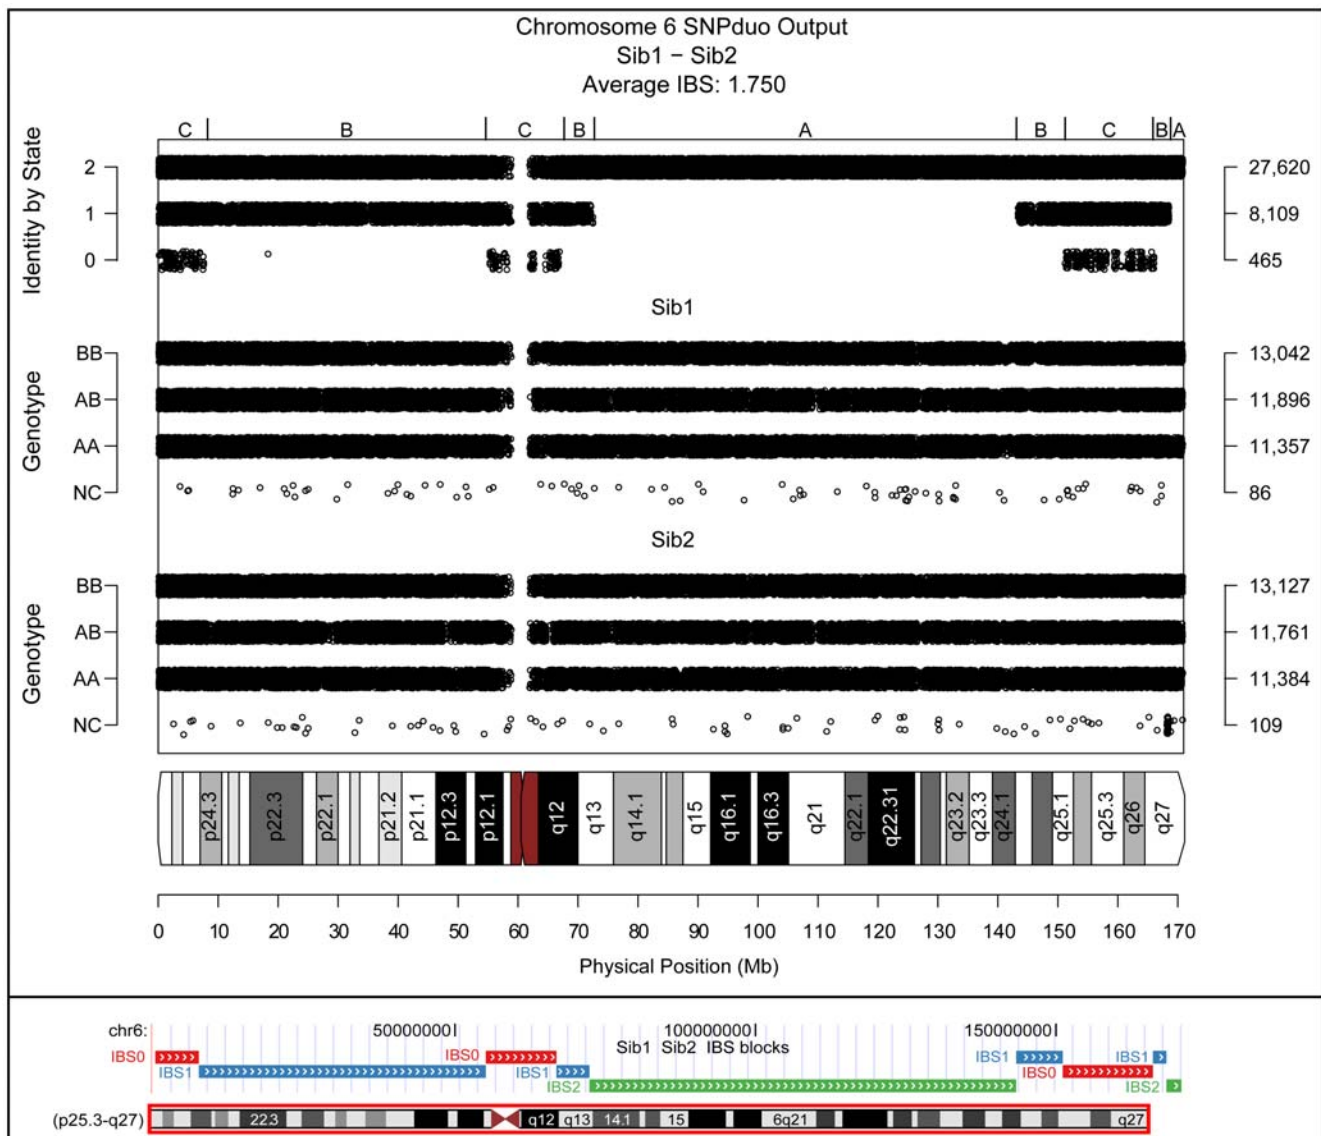 Chromosome 6 SNPduo Output
Sib1 − Sib2
Average IBS: 1.750
C B C B A B C B A
Identity by State
2 27,620
1 8,109
0 465
Sib1
Genotype
BB 13,042
AB 11,896
AA 11,357
NC 86
Sib2
Genotype
BB 13,127
AB 11,761
AA 11,384
NC 109
p24.3 p22.3 p22.1 p21.2 p21.1 p12.3 p12.1 q12 q13 q14.1 q15 q16.1 q16.3 q21 q22.1 q22.31 q23.2 q23.3 q24.1 q25.1 q25.3 q26 q27
0 10 20 30 40 50 60 70 80 90 100 110 120 130 140 150 160 170
Physical Position (Mb)
chr6: 50000000 100000000 150000000
Sib1 Sib2 IBS blocks
IBS0 IBS0 IBS1 IBS1
IBS1 IBS1 IBS0
IBS2 IBS2
(p25.3-q27) 22.3 q12 q13 14.1 15 6q21 q27